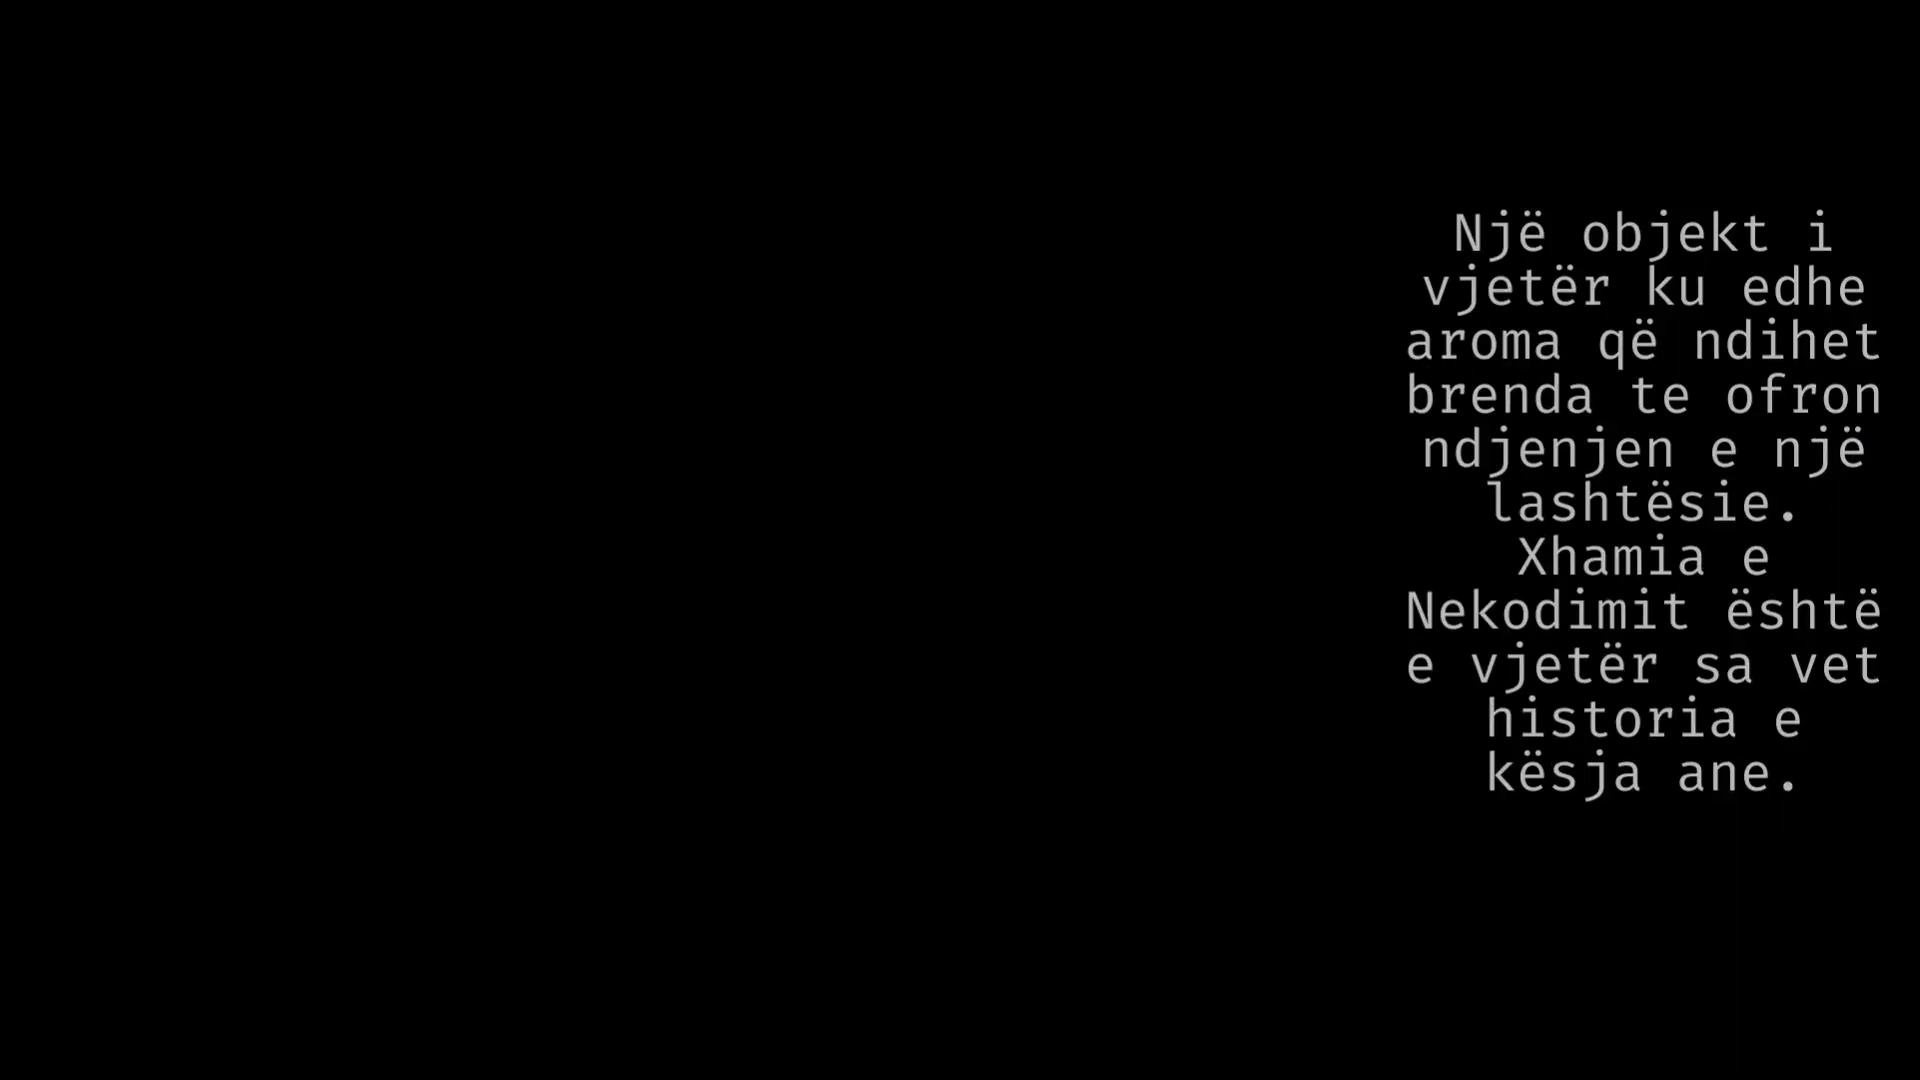 Një objekt i
vjetër ku edhe
aroma që ndihet
brenda te ofron
ndjenjen e një
lashtësie.
Xhamia e
Nekodimit është
e vjetër sa vet
historia e
kësja ane.